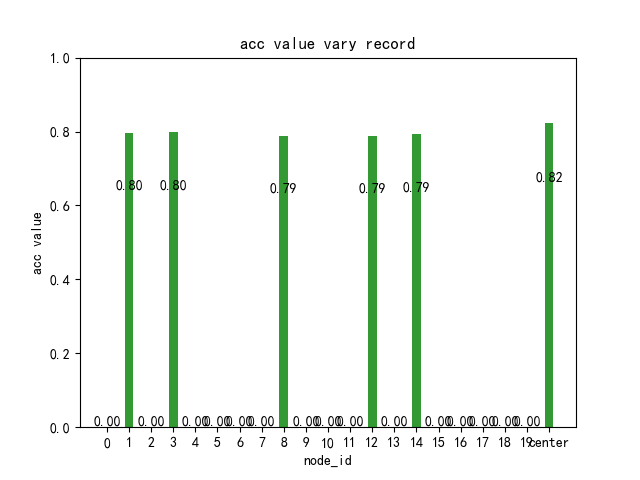 acc value vary record
1.0
0.8
0.6
0.4
0.2
0.0
acc value
0.00 0.80 0.00 0.80 0.00 0.00 0.00 0.00 0.79 0.00 0.00 0.00 0.79 0.00 0.79 0.00 0.00 0.00 0.00 0.00 0.82
0 1 2 3 4 5 6 7 8 9 10 11 12 13 14 15 16 17 18 19 center
node_id